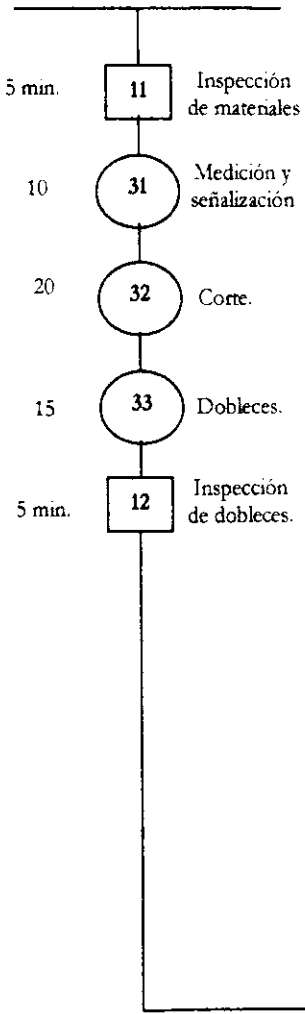 5 min.
11
Inspección
de materiales
10
31
Medición y
señalización
20
32
Corte.
15
33
Dobleces.
5 min.
12
Inspección
de dobleces.